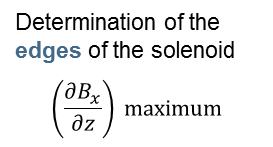 Determination of the
edges of the solenoid
(∂Bₓ/∂z) maximum